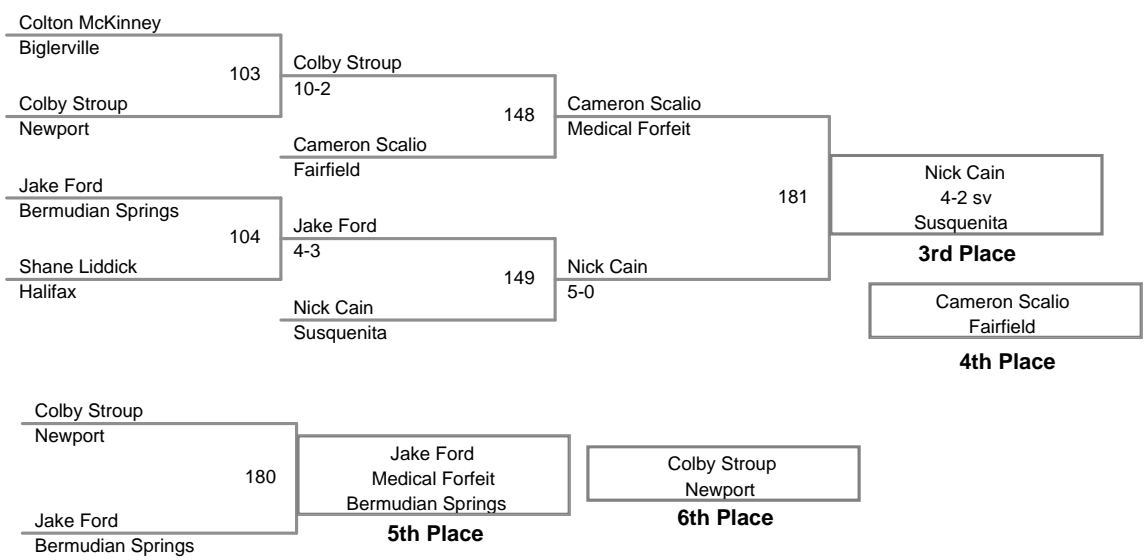 Colton McKinney
Biglerville
103
Colby Stroup
10-2
Colby Stroup
Newport
148
Cameron Scalio
Medical Forfeit
Cameron Scalio
Fairfield
Jake Ford
Bermudian Springs
104
Jake Ford
4-3
Shane Liddick
Halifax
149
Nick Cain
5-0
Nick Cain
Susquenita
181
Nick Cain
4-2 sv
Susquenita
3rd Place
Cameron Scalio
Fairfield
4th Place
Colby Stroup
Newport
180
Jake Ford
Bermudian Springs
Jake Ford
Medical Forfeit
Bermudian Springs
5th Place
Colby Stroup
Newport
6th Place